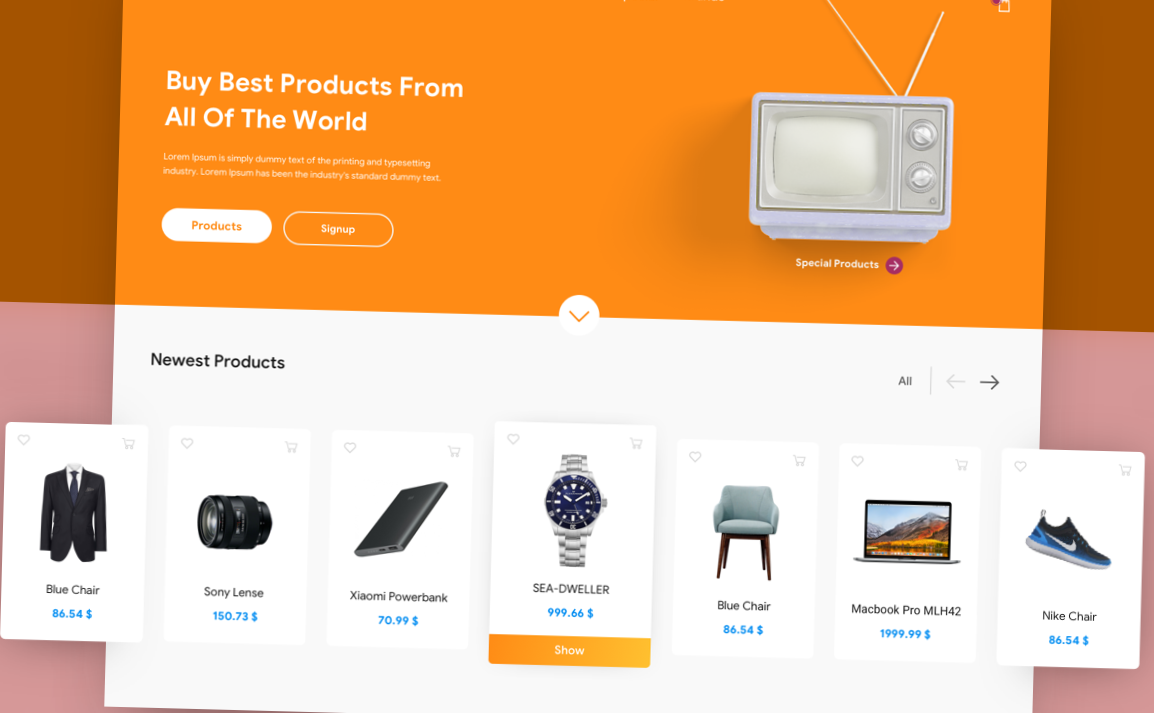 Buy Best Products From
All Of The World
Lorem Ipsum is simply dummy text of the printing and typesetting
industry. Lorem Ipsum has been the industry's standard dummy text.
Products
Signup
Special Products
Newest Products
All
Blue Chair
86.54 $
Sony Lense
150.73 $
Xiaomi Powerbank
70.99 $
SEA-DWELLER
999.66 $
Show
Blue Chair
86.54 $
Macbook Pro MLH42
1999.99 $
Nike Chair
86.54 $